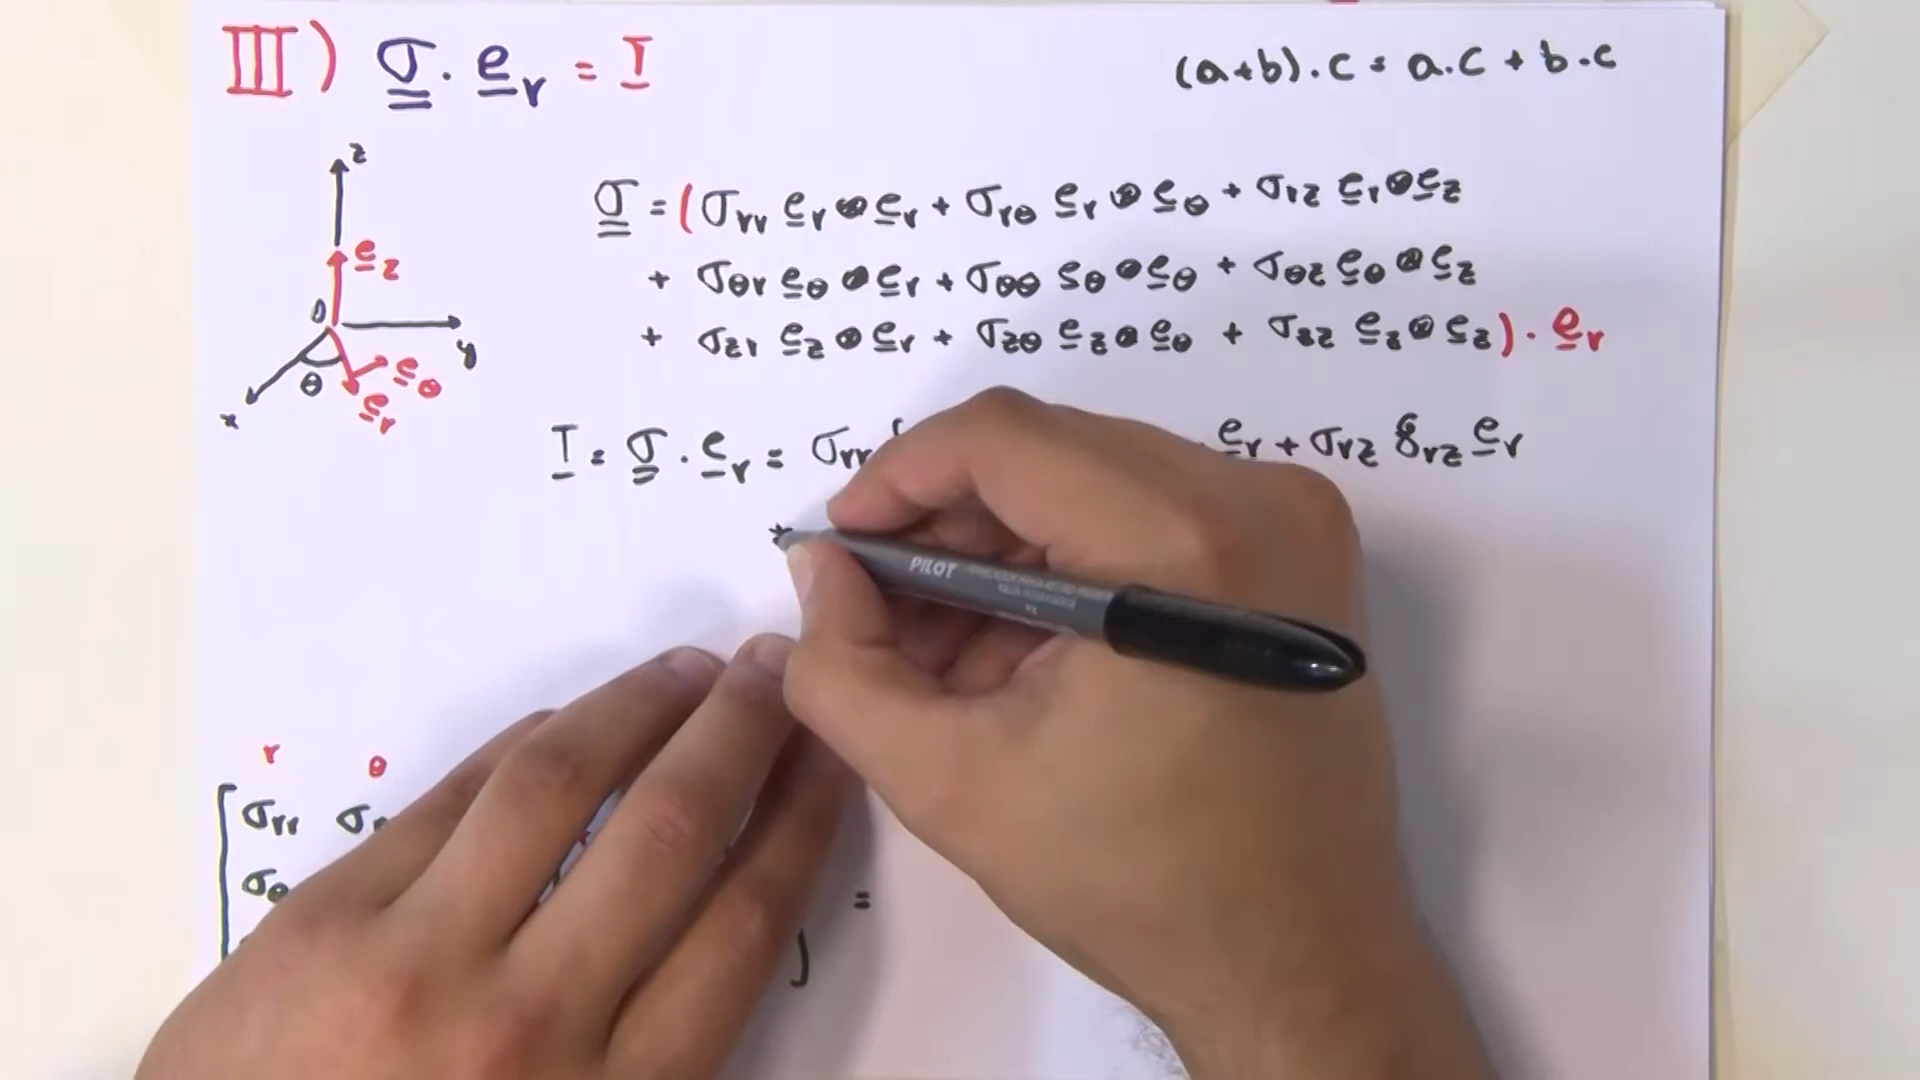 III) σ · e_r = T
(a+b).c = a.c + b.c
z
σ = (σ_rr e_r ⊗ e_r + σ_rθ e_r ⊗ e_θ + σ_rz e_r ⊗ e_z
+ σ_θr e_θ ⊗ e_r + σ_θθ e_θ ⊗ e_θ + σ_θz e_θ ⊗ e_z
e_z
+ σ_zr e_z ⊗ e_r + σ_zθ e_z ⊗ e_θ + σ_zz e_z ⊗ e_z) · e_r
O
y
θ e_θ
x e_r
T = σ · e_r = σ_rr e_r + σ_rz δ_rz e_r
+
PILOT
r θ
σ_rr
=